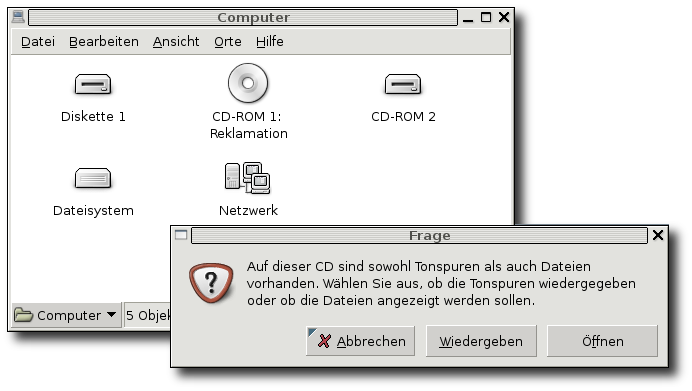 Computer
Datei Bearbeiten Ansicht Orte Hilfe
Diskette 1
CD-ROM 1:
Reklamation
CD-ROM 2
Dateisystem
Netzwerk
Computer
5 Objek
Frage
Auf dieser CD sind sowohl Tonspuren als auch Dateien
vorhanden. Wählen Sie aus, ob die Tonspuren wiedergegeben
oder ob die Dateien angezeigt werden sollen.
Abbrechen Wiedergeben Öffnen